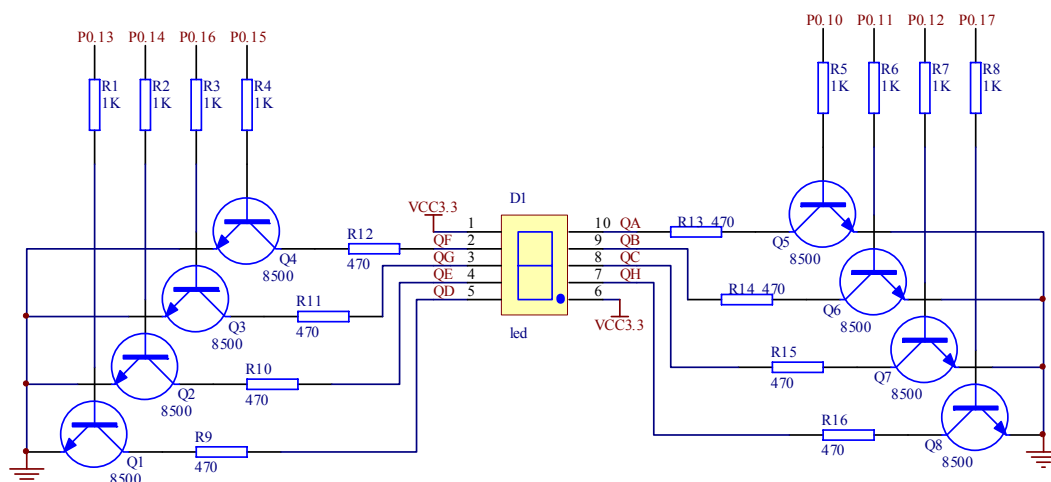 P0.13 P0.14 P0.16 P0.15
P0.10 P0.11 P0.12 P0.17
R1 R2 R3 R4
1K 1K 1K 1K
R5 R6 R7 R8
1K 1K 1K 1K
D1
VCC3.3
1 10 QA R13 470
QF 2 9 QB
QG 3 8 QC
QE 4 7 QH
QD 5 6
VCC3.3
led
R12
470
Q4
8500
Q5
8500
R11
470
Q3
8500
R14 470
Q6
8500
R10
470
Q2
8500
R15
470
Q7
8500
R9
470
Q1
8500
R16
470
Q8
8500